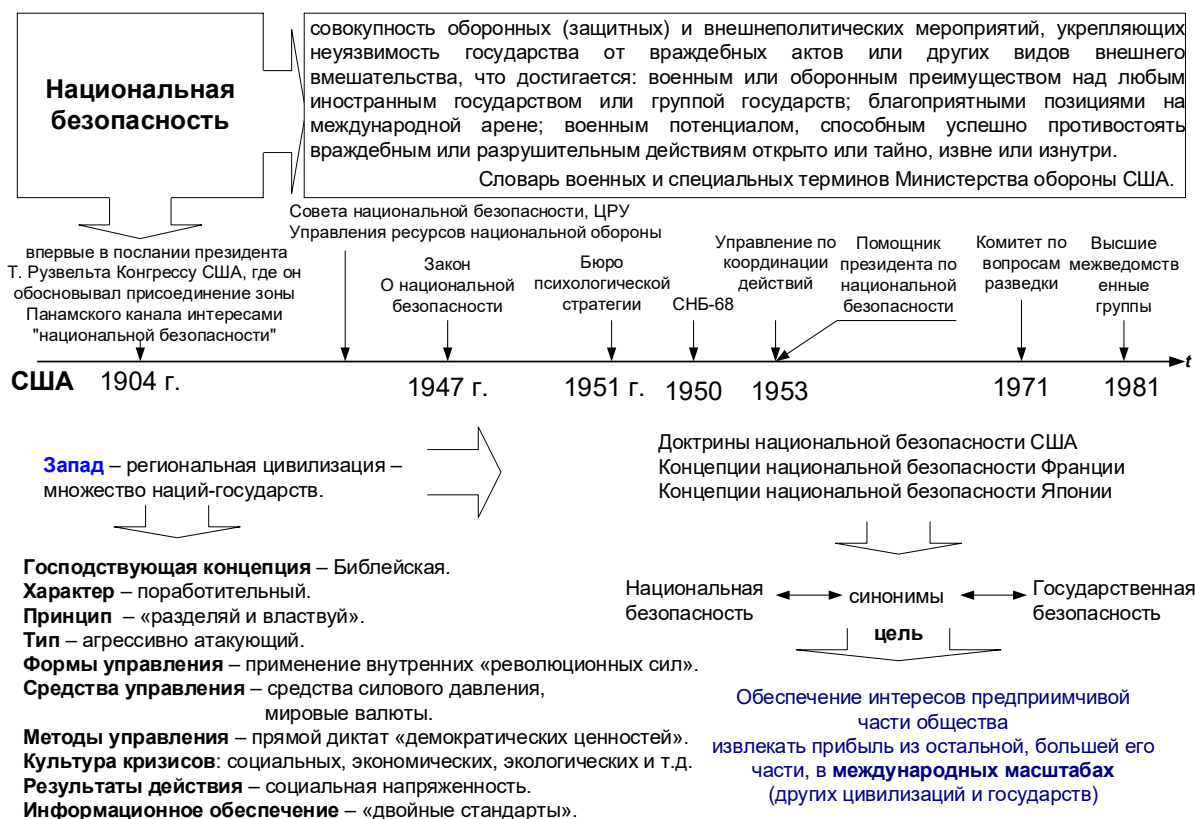 Национальная
безопасность
совокупность оборонных (защитных) и внешнеполитических мероприятий, укрепляющих
неуязвимость государства от враждебных актов или других видов внешнего
вмешательства, что достигается: военным или оборонным преимуществом над любым
иностранным государством или группой государств; благоприятными позициями на
международной арене; военным потенциалом, способным успешно противостоять
враждебным или разрушительным действиям открыто или тайно, извне или изнутри.
Словарь военных и специальных терминов Министерства обороны США.
впервые в послании президента
Т. Рузвельта Конгрессу США, где он
обосновывал присоединение зоны
Панамского канала интересами
"национальной безопасности"
Совета национальной безопасности, ЦРУ
Управления ресурсов национальной обороны
Закон
О национальной
безопасности
Бюро
психологической
стратегии
СНБ-68
Управление по
координации
действий
Помощник
президента по
национальной
безопасности
Комитет по
вопросам
разведки
Высшие
межведомств
енные
группы
t
США
1904 г.
1947 г.
1951 г.
1950
1953
1971
1981
Запад – региональная цивилизация –
множество наций-государств.
Доктрины национальной безопасности США
Концепции национальной безопасности Франции
Концепции национальной безопасности Японии
Господствующая концепция – Библейская.
Характер – поработительный.
Принцип – «разделяй и властвуй».
Тип – агрессивно атакующий.
Формы управления – применение внутренних «революционных сил».
Средства управления – средства силового давления,
мировые валюты.
Методы управления – прямой диктат «демократических ценностей».
Культура кризисов: социальных, экономических, экологических и т.д.
Результаты действия – социальная напряженность.
Информационное обеспечение – «двойные стандарты».
Национальная
безопасность
синонимы
Государственная
безопасность
цель
Обеспечение интересов предприимчивой
части общества
извлекать прибыль из остальной, большей его
части, в международных масштабах
(других цивилизаций и государств)